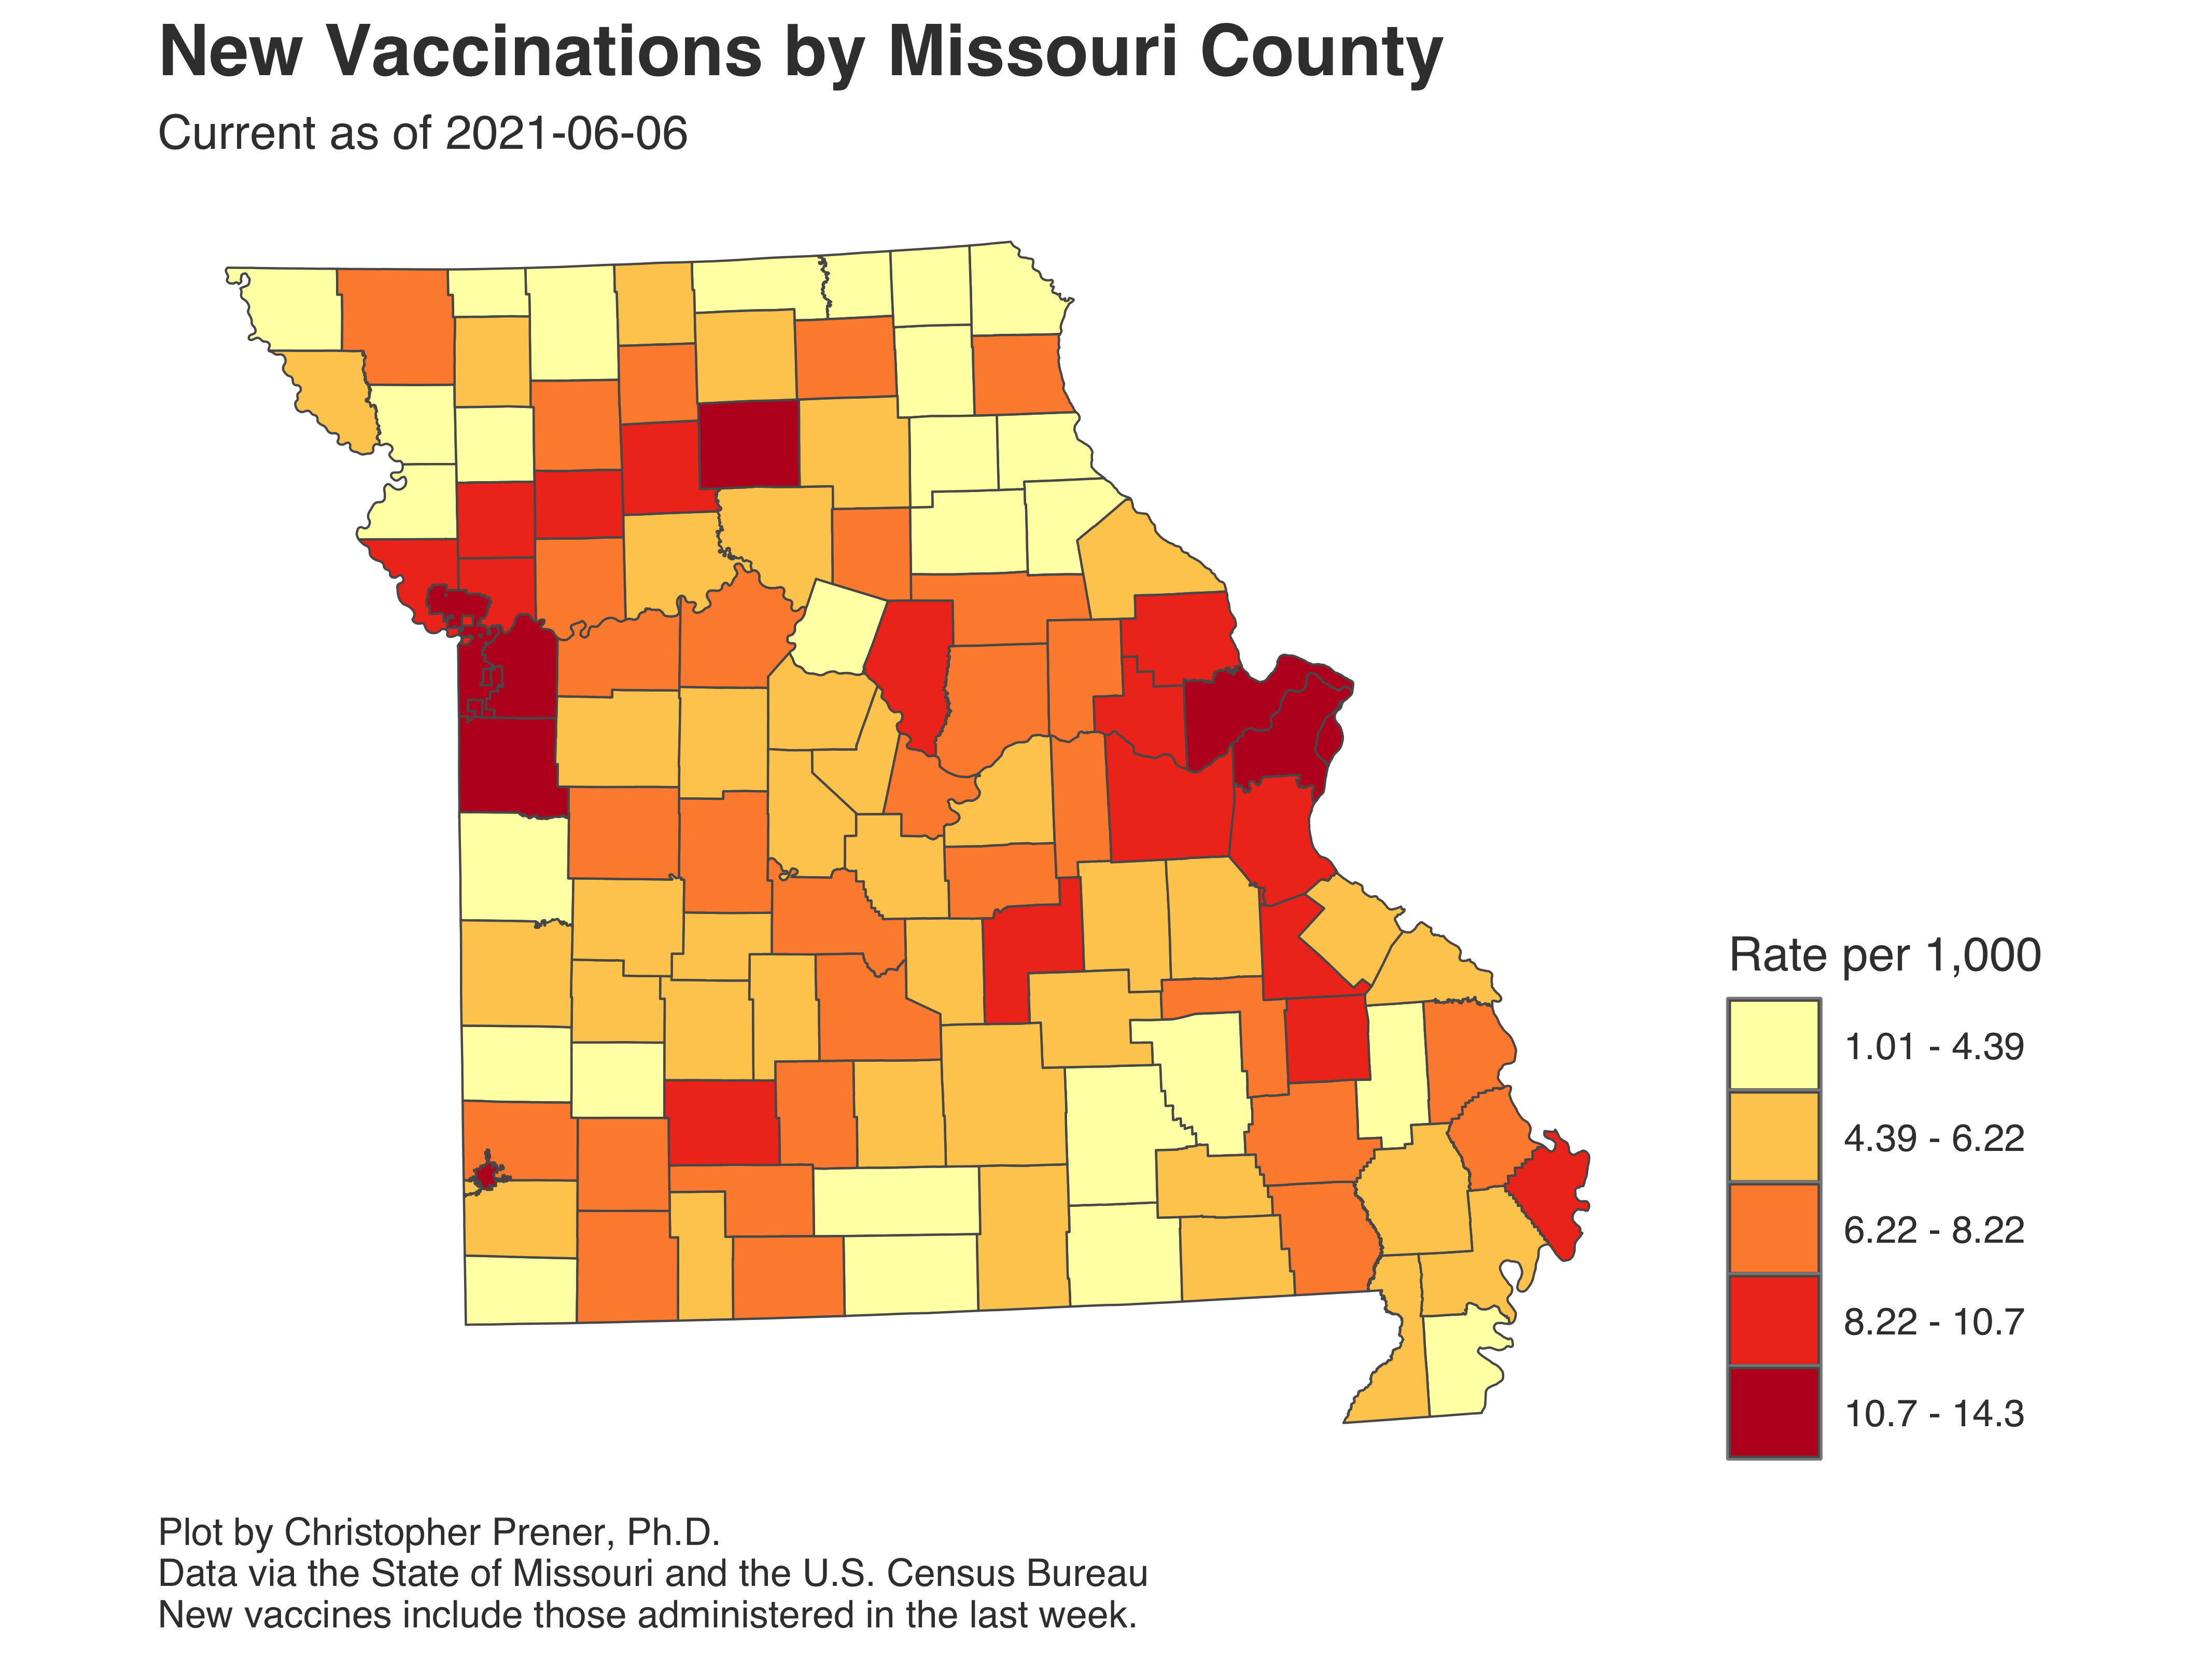 New Vaccinations by Missouri County
Current as of 2021-06-06
Rate per 1,000
1.01 - 4.39
4.39 - 6.22
6.22 - 8.22
8.22 - 10.7
10.7 - 14.3
Plot by Christopher Prener, Ph.D.
Data via the State of Missouri and the U.S. Census Bureau
New vaccines include those administered in the last week.